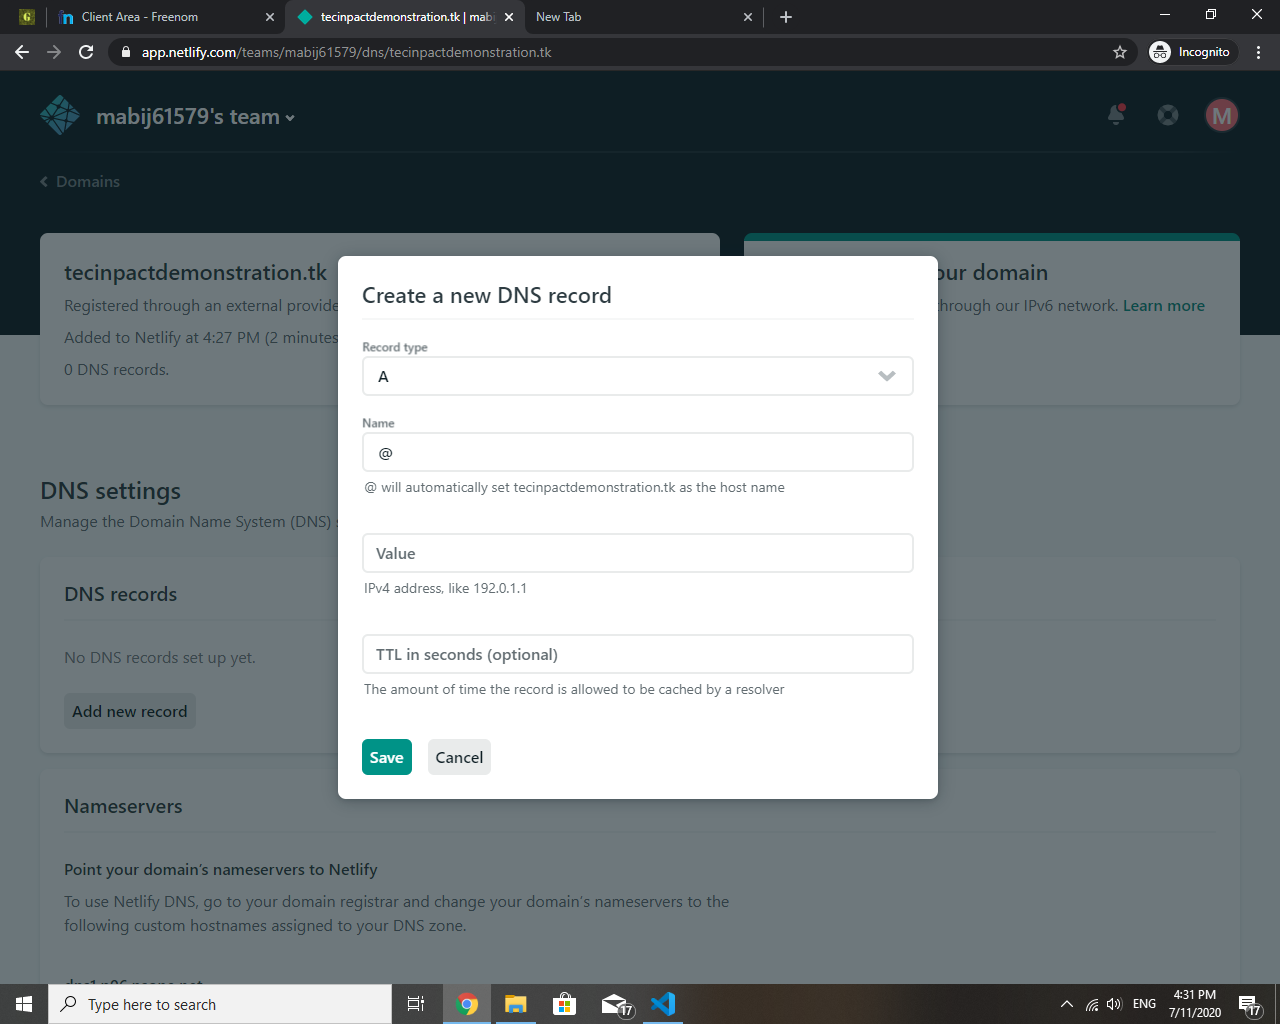 G
Client Area - Freenom
tecinpactdemonstration.tk | mabi
New Tab
app.netlify.com/teams/mabij61579/dns/tecinpactdemonstration.tk
Incognito
mabij61579's team
M
Domains
tecinpactdemonstration.tk
Registered through an external provide
Added to Netlify at 4:27 PM (2 minutes
0 DNS records.
our domain
hrough our IPv6 network. Learn more
Create a new DNS record
Record type
A
Name
@
@ will automatically set tecinpactdemonstration.tk as the host name
Value
IPv4 address, like 192.0.1.1
TTL in seconds (optional)
The amount of time the record is allowed to be cached by a resolver
Save
Cancel
DNS settings
Manage the Domain Name System (DNS) s
DNS records
No DNS records set up yet.
Add new record
Nameservers
Point your domain's nameservers to Netlify
To use Netlify DNS, go to your domain registrar and change your domain's nameservers to the
following custom hostnames assigned to your DNS zone.
Type here to search
17
ENG
4:31 PM
7/11/2020
17